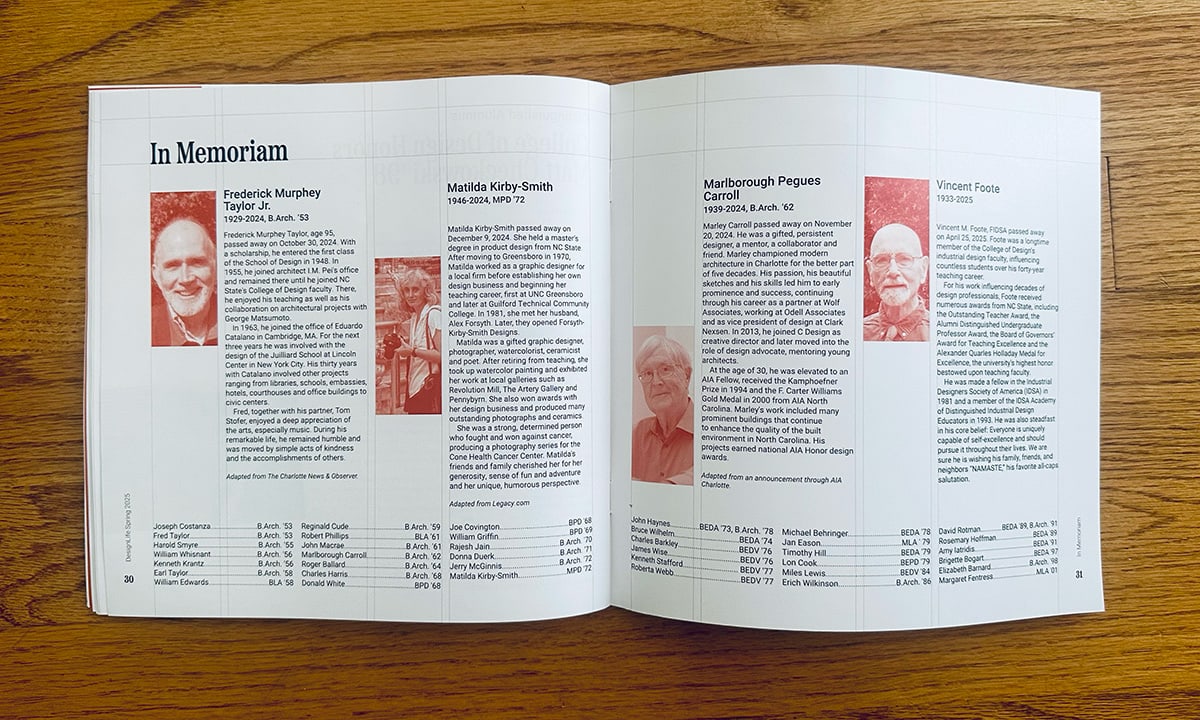 In Memoriam
Frederick Murphey
Taylor Jr.
1929-2024, B.Arch. '53
Frederick Murphey Taylor, age 95,
passed away on October 30, 2024. With
a scholarship, he entered the first class
of the School of Design in 1948. In
1955, he joined architect I.M. Pei's office
and remained there until he joined NC
State's College of Design faculty. There,
he enjoyed his teaching as well as his
collaboration on architectural projects with
George Matsumoto.
In 1963, he joined the office of Eduardo
Catalano in Cambridge, MA. For the next
three years he was involved with the
design of the Juilliard School at Lincoln
Center in New York City. His thirty years
with Catalano involved other projects
ranging from libraries, schools, embassies,
hotels, courthouses and office buildings to
civic centers.
Fred, together with his partner, Tom
Stofer, enjoyed a deep appreciation of
the arts, especially music. During his
remarkable life, he remained humble and
was moved by simple acts of kindness
and the accomplishments of others.
Adapted from The Charlotte News & Observer.
Matilda Kirby-Smith
1946-2024, MPD '72
Matilda Kirby-Smith passed away on
December 9, 2024. She held a master's
degree in product design from NC State
After moving to Greensboro in 1970,
Matilda worked as a graphic designer for
a local firm before establishing her own
design business and beginning her
teaching career, first at UNC Greensboro
and later at Guilford Technical Community
College. In 1981, she met her husband,
Alex Forsyth. Later, they opened Forsyth-
Kirby-Smith Designs.
Matilda was a gifted graphic designer,
photographer, watercolorist, ceramicist
and poet. After retiring from teaching, she
took up watercolor painting and exhibited
her work at local galleries such as
Revolution Mill, The Artery Gallery and
Pennybyrn. She also won awards with
her design business and produced many
outstanding photographs and ceramics.
She was a strong, determined person
who fought and won against cancer,
producing a photography series for the
Cone Health Cancer Center. Matilda's
friends and family cherished her for her
generosity, sense of fun and adventure
and her unique, humorous perspective.
Adapted from Legacy.com
Joseph Costanza B.Arch. '53
Fred Taylor B.Arch. '53
Harold Smyre B.Arch. '55
William Whisnant B.Arch. '56
Kenneth Krantz B.Arch. '56
Earl Taylor B.Arch. '58
William Edwards BLA '58
Reginald Cude B.Arch. '59
Robert Phillips BLA '61
John Macrae B.Arch. '61
Marlborough Carroll B.Arch. '62
Roger Ballard B.Arch. '64
Charles Harris B.Arch. '68
Donald White BPD '68
Joe Covington BPD '68
William Griffin BPD '69
Rajesh Jain B.Arch. '70
Donna Duerk B.Arch. '71
Jerry McGinnis B.Arch. '72
Matilda Kirby-Smith MPD '72
DesignLife Spring 2025
30
Marlborough Pegues
Carroll
1939-2024, B.Arch. '62
Marley Carroll passed away on November
20, 2024. He was a gifted, persistent
designer, a mentor, a collaborator and
friend. Marley championed modern
architecture in Charlotte for the better part
of five decades. His passion, his beautiful
sketches and his skills led him to early
prominence and success, continuing
through his career as a partner at Wolf
Associates, working at Odell Associates
and as vice president of design at Clark
Nexsen. In 2013, he joined C Design as
creative director and later moved into the
role of design advocate, mentoring young
architects.
At the age of 30, he was elevated to an
AIA Fellow, received the Kamphoefner
Prize in 1994 and the F. Carter Williams
Gold Medal in 2000 from AIA North
Carolina. Marley's work included many
prominent buildings that continue
to enhance the quality of the built
environment in North Carolina. His
projects earned national AIA Honor design
awards.
Adapted from an announcement through AIA
Charlotte.
Vincent Foote
1933-2025
Vincent M. Foote, FIDSA passed away
on April 25, 2025. Foote was a longtime
member of the College of Design's
industrial design faculty, influencing
countless students over his forty-year
teaching career.
For his work influencing decades of
design professionals, Foote received
numerous awards from NC State, including
the Outstanding Teacher Award, the
Alumni Distinguished Undergraduate
Professor Award, the Board of Governors'
Award for Teaching Excellence and the
Alexander Quarles Holladay Medal for
Excellence, the university's highest honor
bestowed upon teaching faculty.
He was made a fellow in the Industrial
Designers Society of America (IDSA) in
1981 and a member of the IDSA Academy
of Distinguished Industrial Design
Educators in 1993. He was also steadfast
in his core belief: Everyone is uniquely
capable of self-excellence and should
pursue it throughout their lives. We are
sure he is wishing his family, friends, and
neighbors "NAMASTE," his favorite all-caps
salutation.
John Haynes BEDA '73, B.Arch. '78
Bruce Wilhelm BEDA '74
Charles Barkley BEDV '76
James Wise BEDV '76
Kenneth Stafford BEDV '77
Roberta Webb BEDV '77
Michael Behringer BEDA '78
Jan Eason MLA '79
Timothy Hill BEDA '79
Lon Cook BEPD '79
Miles Lewis BEDV '84
Erich Wilkinson B.Arch. '86
David Rotman BEDA '89, B.Arch. 91
Rosemary Hoffman BEDA '89
Amy Iatridis BEDA '91
Brigette Bogart BEDA '97
Elizabeth Barnard B.Arch. '98
Margaret Fentress MLA '01
In Memoriam
31